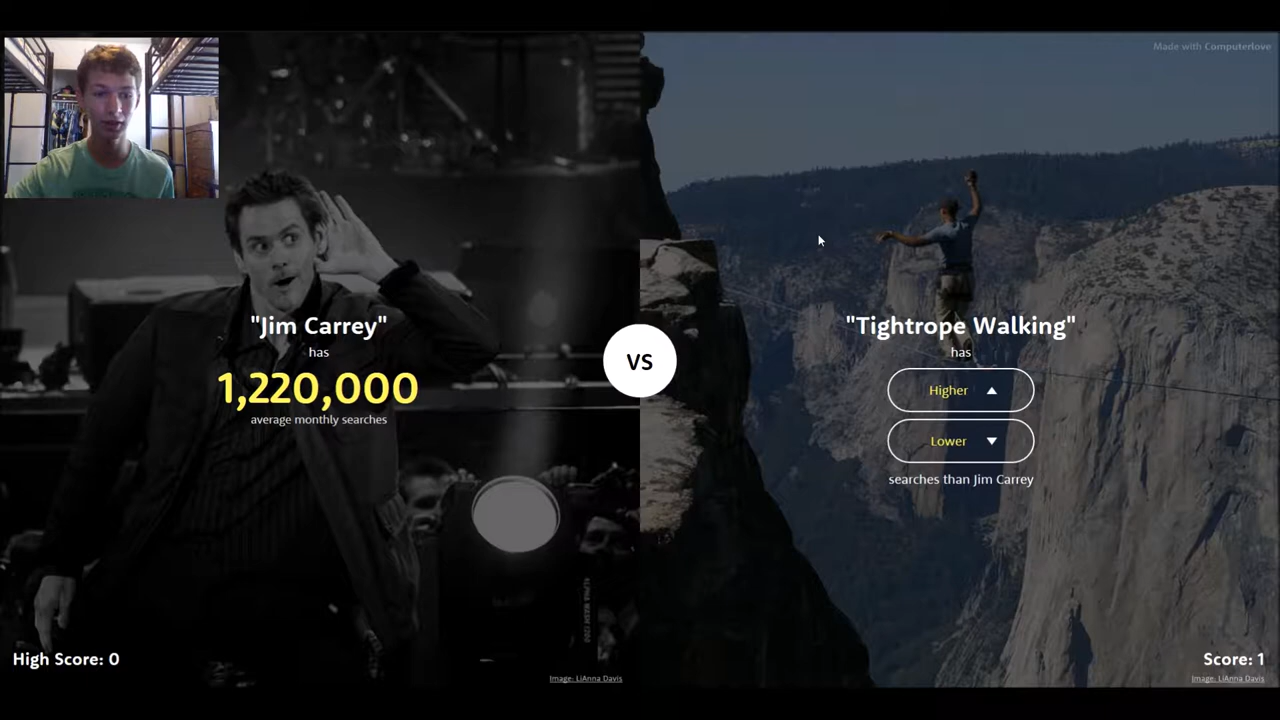 Made with Computerlove
"Jim Carrey"
has
1,220,000
average monthly searches
VS
"Tightrope Walking"
has
Higher ▲
Lower ▼
searches than Jim Carrey
High Score: 0
Image: LiAnna Davis
Score: 1
Image: LiAnna Davis